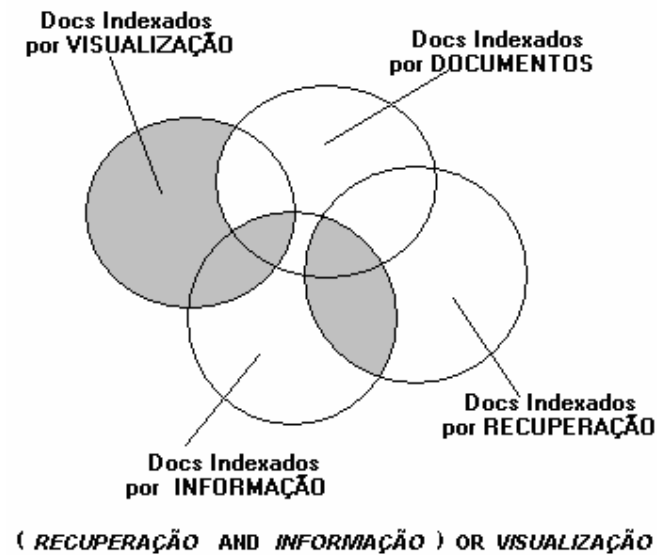 Docs Indexados
por VISUALIZAÇÃO
Docs Indexados
por DOCUMENTOS
Docs Indexados
por RECUPERAÇÃO
Docs Indexados
por INFORMAÇÃO
( RECUPERAÇÃO AND INFORMAÇÃO ) OR VISUALIZAÇÃO